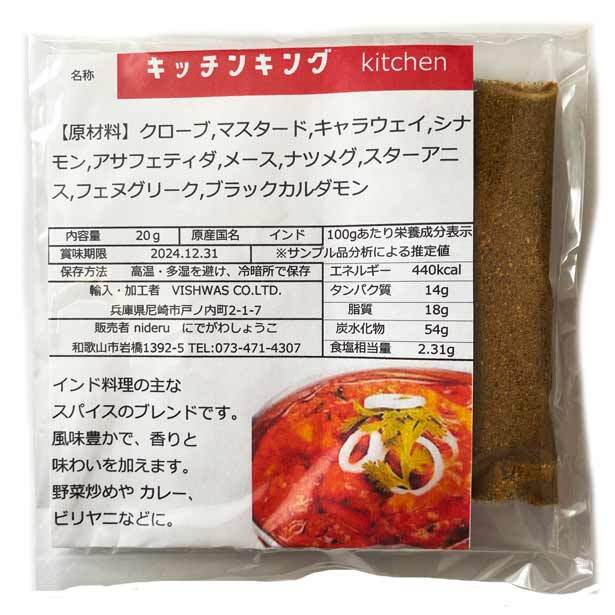 名称 キッチンキング kitchen
【原材料】クローブ,マスタード,キャラウェイ,シナ
モン,アサフェティダ,メース,ナツメグ,スターアニ
ス,フェヌグリーク,ブラックカルダモン
内容量 20g 原産国名 インド 100gあたり栄養成分表示
賞味期限 2024.12.31 ※サンプル品分析による推定値
保存方法 高温・多湿を避け、冷暗所で保存 エネルギー 440kcal
輸入・加工者 VISHWAS CO.LTD. タンパク質 14g
兵庫県尼崎市戸ノ内町2-1-7 脂質 18g
販売者 nideru にでがわしょうこ 炭水化物 54g
和歌山市岩橋1392-5 TEL:073-471-4307 食塩相当量 2.31g
インド料理の主な
スパイスのブレンドです。
風味豊かで、香りと
味わいを加えます。
野菜炒めや カレー、
ビリヤニなどに。